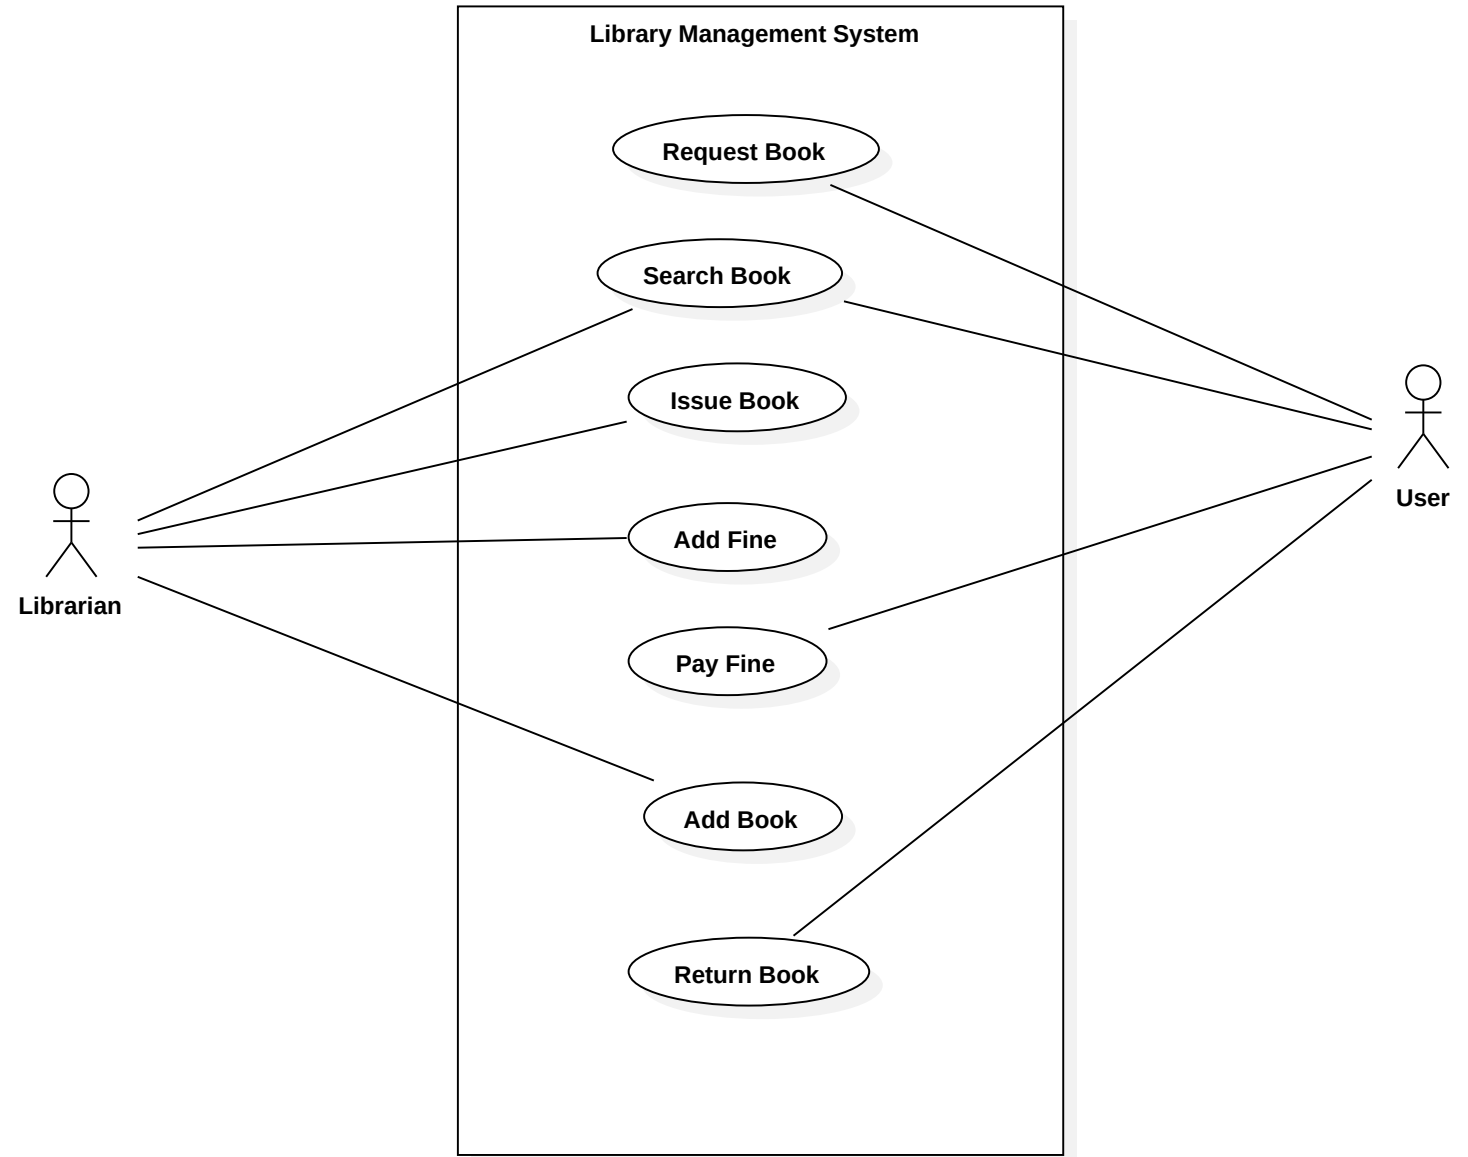 Library Management System
Request Book
Search Book
Issue Book
Add Fine
Pay Fine
Add Book
Return Book
Librarian
User